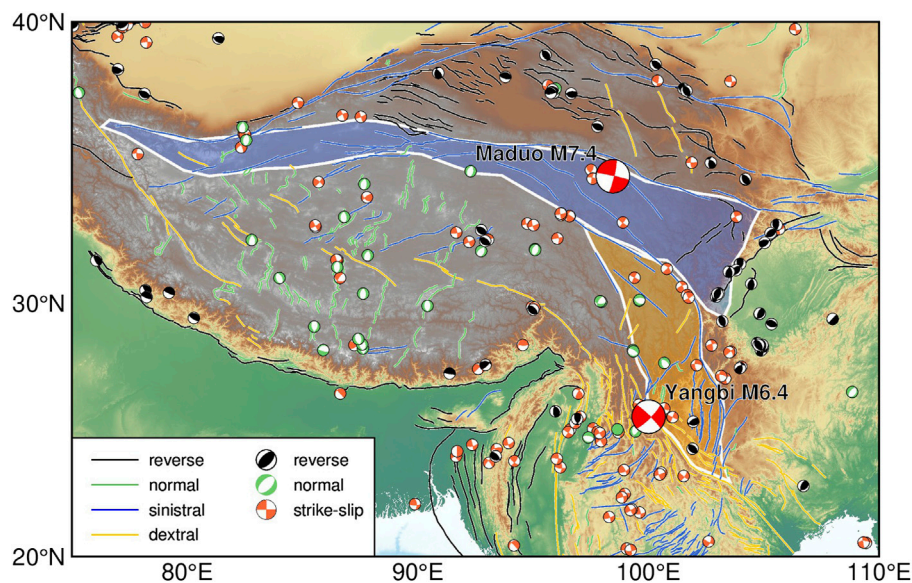 40°N
Maduo M7.4
30°N
Yangbi M6.4
reverse reverse
normal normal
sinistral strike-slip
dextral
20°N
80°E 90°E 100°E 110°E